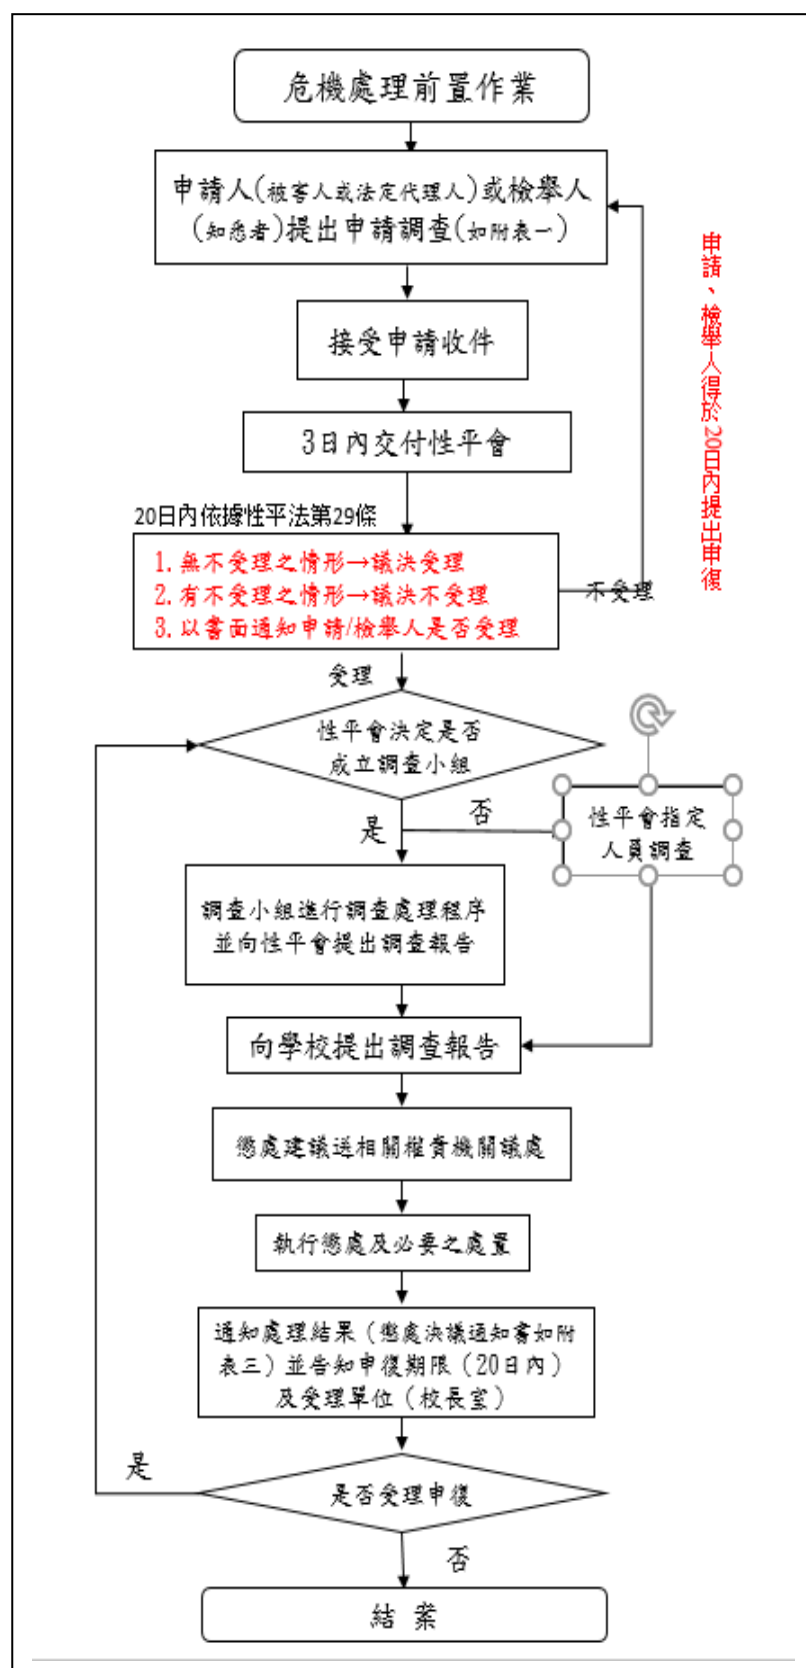 危機處理前置作業
申請人(被害人或法定代理人)或檢舉人
(知悉者)提出申請調查(如附表一)
接受申請收件
3日內交付性平會
20日內依據性平法第29條
1. 無不受理之情形→議決受理
2. 有不受理之情形→議決不受理
3. 以書面通知申請/檢舉人是否受理
不受理
申請、檢舉人得於20日內提出申復
受理
性平會決定是否
成立調查小組
否
是
性平會指定
人員調查
調查小組進行調查處理程序
並向性平會提出調查報告
向學校提出調查報告
懲處建議送相關權責機關議處
執行懲處及必要之處置
通知處理結果（懲處決議通知書如附
表三）並告知申復期限（20日內）
及受理單位（校長室）
是
是否受理申復
否
結 案